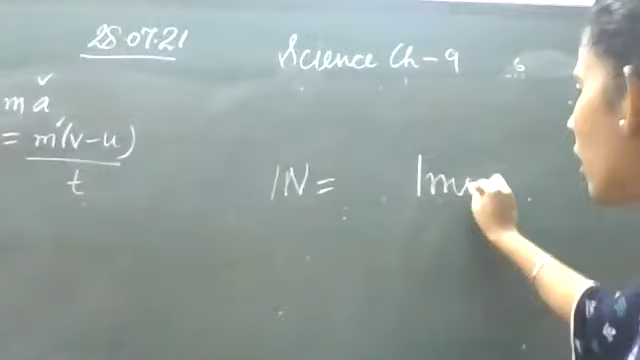 28.07.21
Science Ch-9
ma
= m(v-u)
t
1N =